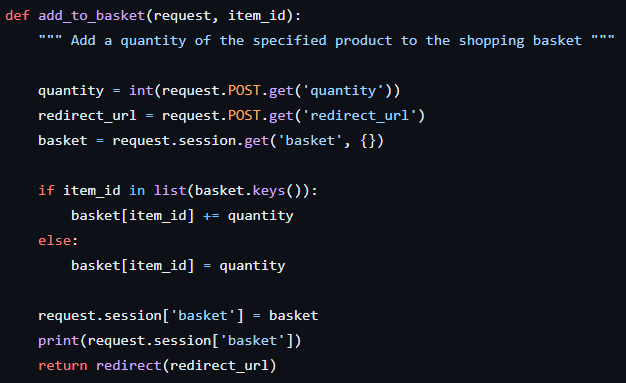 def add_to_basket(request, item_id):
    """ Add a quantity of the specified product to the shopping basket """

    quantity = int(request.POST.get('quantity'))
    redirect_url = request.POST.get('redirect_url')
    basket = request.session.get('basket', {})

    if item_id in list(basket.keys()):
        basket[item_id] += quantity
    else:
        basket[item_id] = quantity

    request.session['basket'] = basket
    print(request.session['basket'])
    return redirect(redirect_url)